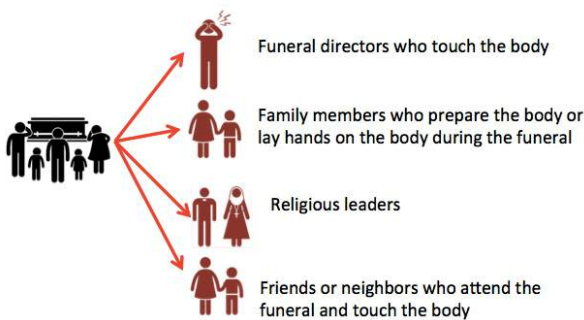 Funeral directors who touch the body
Family members who prepare the body or
lay hands on the body during the funeral
Religious leaders
Friends or neighbors who attend the
funeral and touch the body